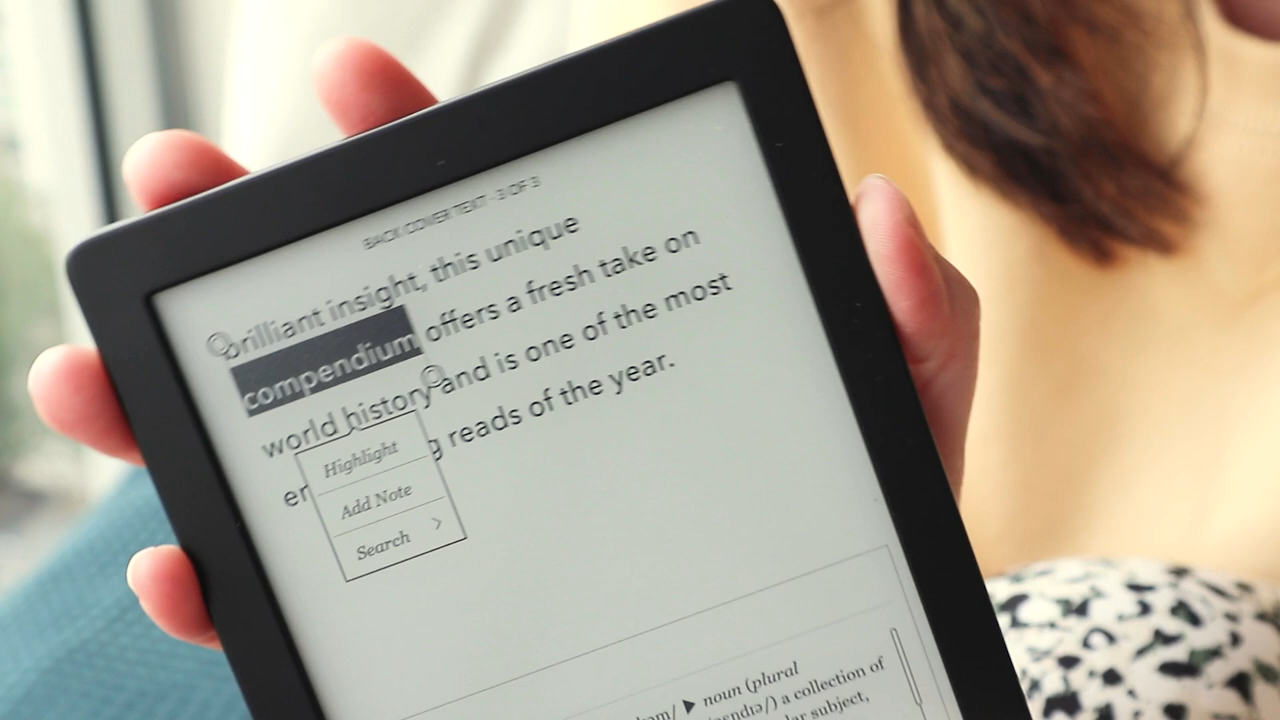 BACK COVER TEXT - 3 OF 3
brilliant insight, this unique
compendium offers a fresh take on
world history and is one of the most
reads of the year.
Highlight
Add Note
Search
noun (plural
a collection of
subject,